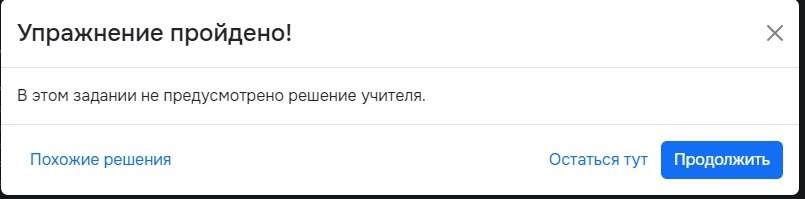 Упражнение пройдено!
В этом задании не предусмотрено решение учителя.
Похожие решения
Остаться тут
Продолжить